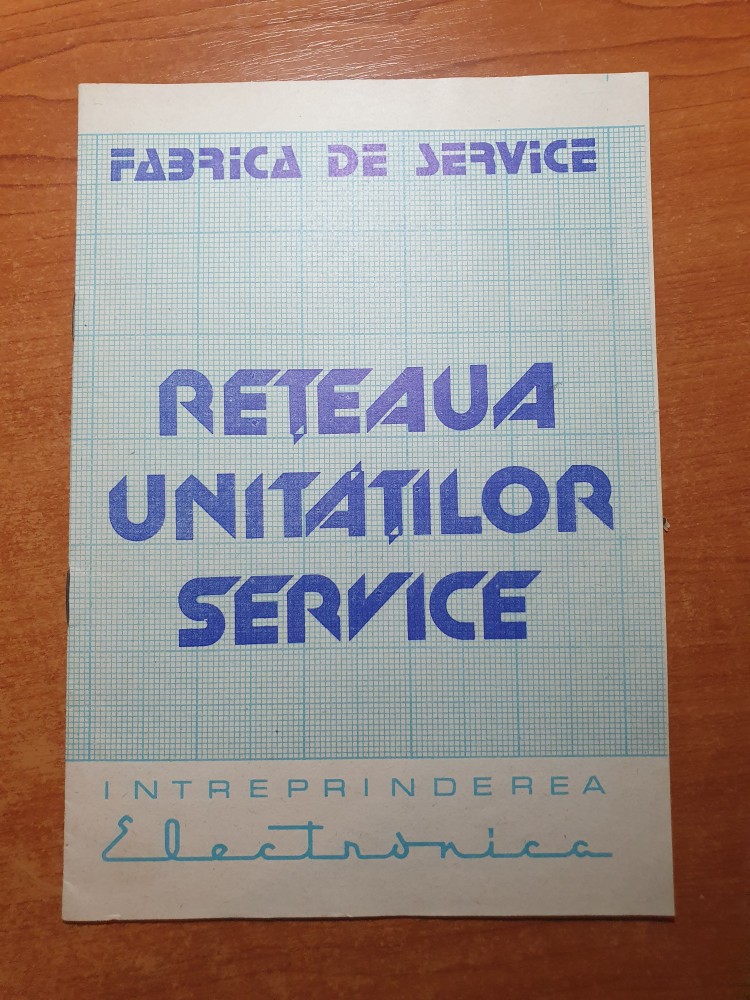 FABRICA DE SERVICE
REȚEAUA
UNITĂȚILOR
SERVICE
INTREPRINDEREA
Electronica